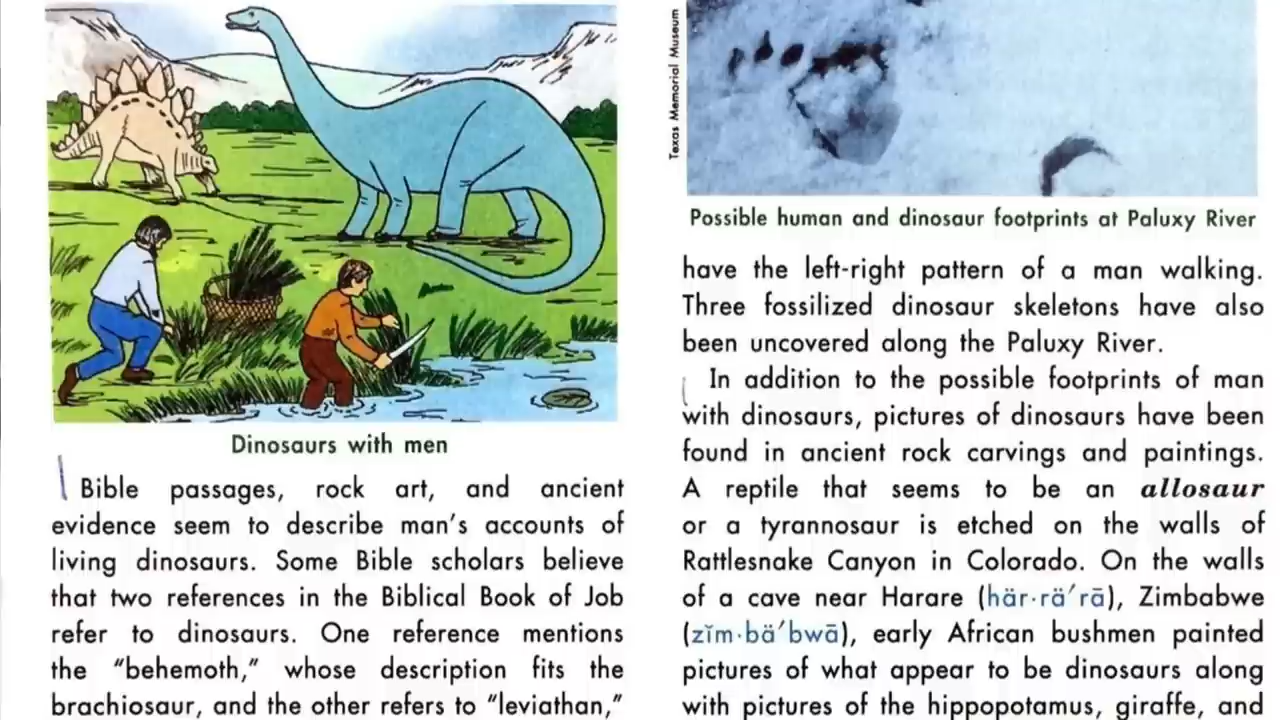 Dinosaurs with men
Bible passages, rock art, and ancient
evidence seem to describe man's accounts of
living dinosaurs. Some Bible scholars believe
that two references in the Biblical Book of Job
refer to dinosaurs. One reference mentions
the "behemoth," whose description fits the
brachiosaur, and the other refers to "leviathan,"
Texas Memorial Museum
Possible human and dinosaur footprints at Paluxy River
have the left-right pattern of a man walking.
Three fossilized dinosaur skeletons have also
been uncovered along the Paluxy River.
In addition to the possible footprints of man
with dinosaurs, pictures of dinosaurs have been
found in ancient rock carvings and paintings.
A reptile that seems to be an allosaur
or a tyrannosaur is etched on the walls of
Rattlesnake Canyon in Colorado. On the walls
of a cave near Harare (här·rä′rā), Zimbabwe
(zĭm·bä′bwā), early African bushmen painted
pictures of what appear to be dinosaurs along
with pictures of the hippopotamus, giraffe, and